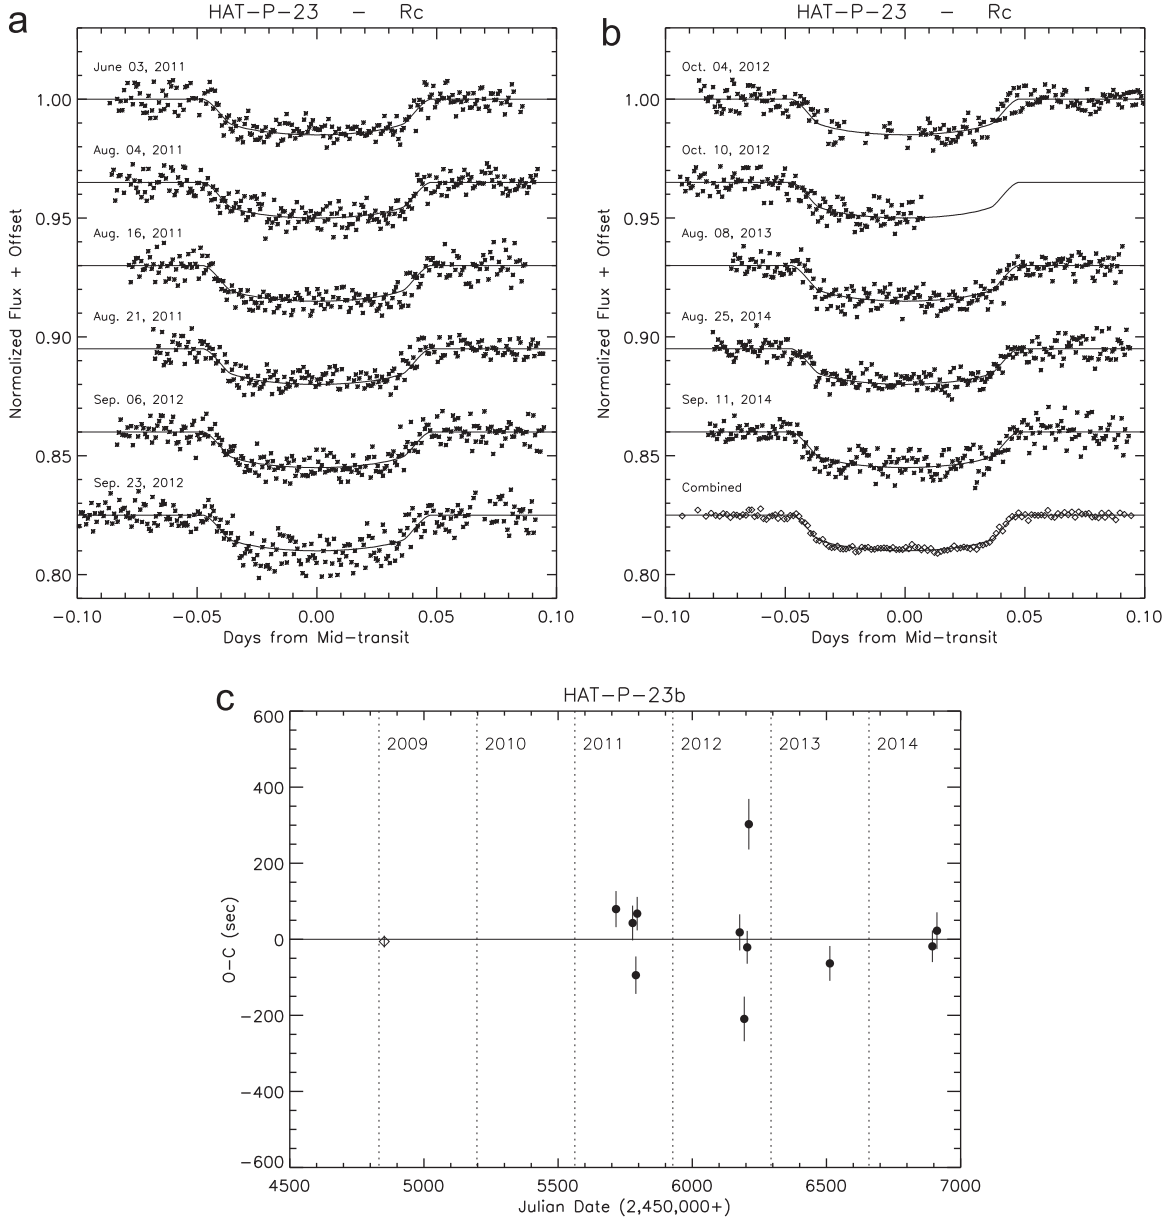 a
HAT-P-23 - Rc
June 03, 2011
Aug. 04, 2011
Aug. 16, 2011
Aug. 21, 2011
Sep. 06, 2012
Sep. 23, 2012
1.00
0.95
0.90
0.85
0.80
Normalized Flux + Offset
-0.10 -0.05 0.00 0.05 0.10
Days from Mid-transit
b
HAT-P-23 - Rc
Oct. 04, 2012
Oct. 10, 2012
Aug. 08, 2013
Aug. 25, 2014
Sep. 11, 2014
Combined
1.00
0.95
0.90
0.85
0.80
Normalized Flux + Offset
-0.10 -0.05 0.00 0.05 0.10
Days from Mid-transit
c
HAT-P-23b
2009 2010 2011 2012 2013 2014
600
400
200
0
-200
-400
-600
O-C (sec)
4500 5000 5500 6000 6500 7000
Julian Date (2,450,000+)